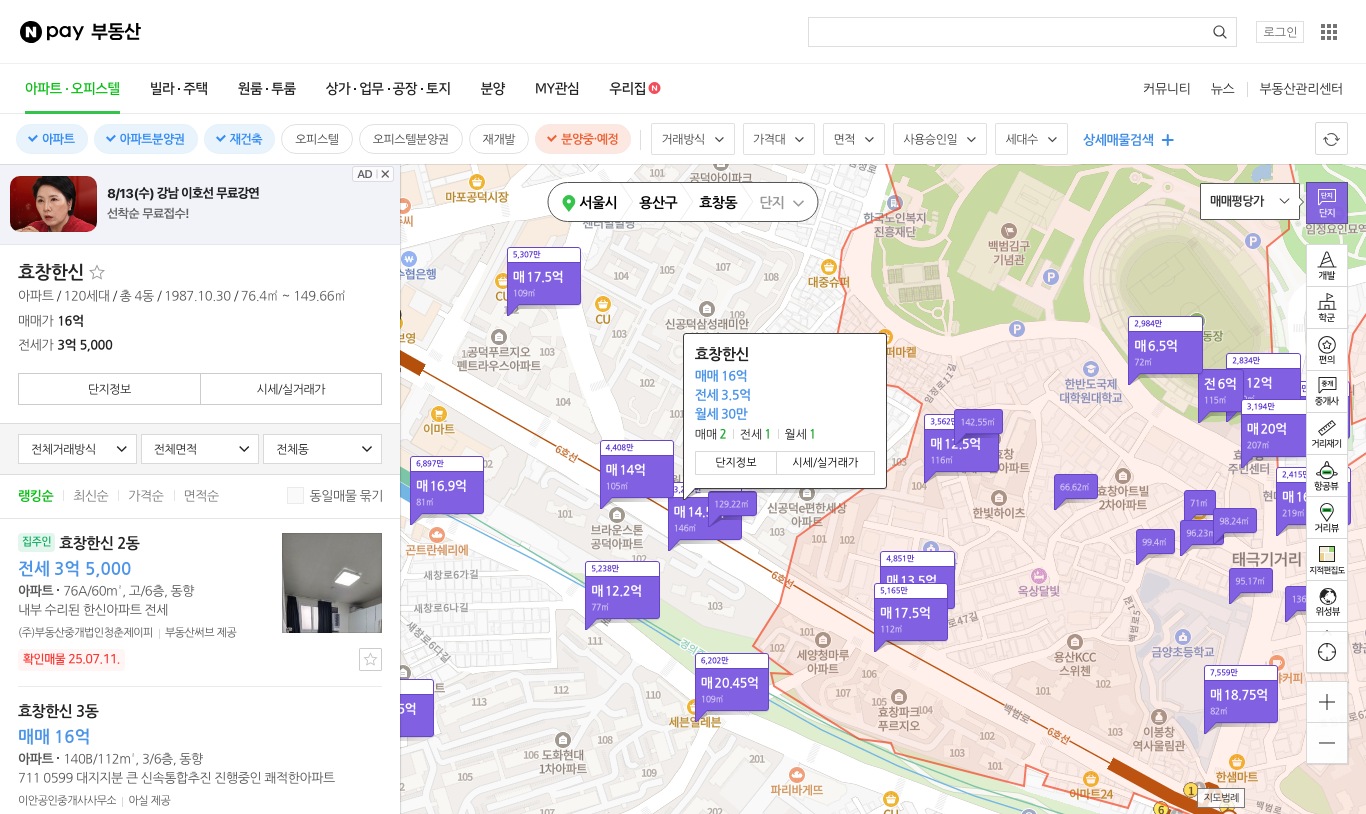 N pay 부동산
로그인
아파트·오피스텔
빌라·주택
원룸·투룸
상가·업무·공장·토지
분양
MY관심
우리집 N
커뮤니티
뉴스
부동산관리센터
아파트
아파트분양권
재건축
오피스텔
오피스텔분양권
재개발
분양중·예정
거래방식
가격대
면적
사용승인일
세대수
상세매물검색
8/13(수) 강남 이호선 무료강연
선착순 무료접수!
AD
효창한신
아파트 / 120세대 / 총 4동 / 1987.10.30 / 76.4㎡ ~ 149.66㎡
매매가 16억
전세가 3억 5,000
단지정보
시세/실거래가
전체거래방식
전체면적
전체동
랭킹순
최신순
가격순
면적순
동일매물 묶기
집주인 효창한신 2동
전세 3억 5,000
아파트 · 76A/60m², 고/6층, 동향
내부 수리된 한신아파트 전세
(주)부동산중개법인청춘제이피
부동산써브 제공
확인매물 25.07.11.
효창한신 3동
매매 16억
아파트 · 140B/112m², 3/6층, 동향
711 0599 대지지분 큰 신속통합추진 진행중인 쾌적한아파트
이안공인중개사사무소
아실 제공
서울시
용산구
효창동
단지
매매평당가
단지
단지
개발
학군
편의
중개
중개사
거리재기
항공뷰
거리뷰
지적편집도
위성뷰
지도범례
효창한신
매매 16억
전세 3.5억
월세 30만
매매 2
전세 1
월세 1
단지정보
시세/실거래가
마포공덕시장
공덕아이파크
센터빌빌딩
한국노인복지
진흥재단
백범김구
기념관
임정요인묘역
수협은행
대중슈퍼
CU
CU
신공덕삼성래미안
공덕푸르지오
펜트라우스아파트
이마트
한반도국제
대학원대학교
임정로11길
곤트란쉐리에
브라운스톤
공덕아파트
신공덕e편한세상
아파트
한빛하이츠
효창아트빌
2차아파트
태극기거리
새창로6가길
새창로6나길
새창로6다길
옥상달빛
세양청마루
아파트
용산KCC
스위첸
금양초등학교
효창파크
푸르지오
이봉창
역사울림관
한샘마트
세븐일레븐
도화현대
1차아파트
파리바게뜨
이마트24
CU
백범로
6호선
6호선
6호선
5,307만
매 17.5억
109㎡
2,984만
매 6.5억
72㎡
2,834만
12억
전 6억
115㎡
3,194만
매 20억
207㎡
3,562만
매 12.5억
116㎡
142.55㎡
4,408만
매 14억
105㎡
6,897만
매 16.9억
81㎡
매 14.5
146㎡
129.22㎡
66.62㎡
71㎡
98.24㎡
96.23㎡
99.4㎡
95.17㎡
2,415만
219㎡
5,238만
매 12.2억
77㎡
4,851만
매 13.5억
5,165만
매 17.5억
112㎡
6,202만
매 20.45억
109㎡
7,559만
매 18.75억
82㎡